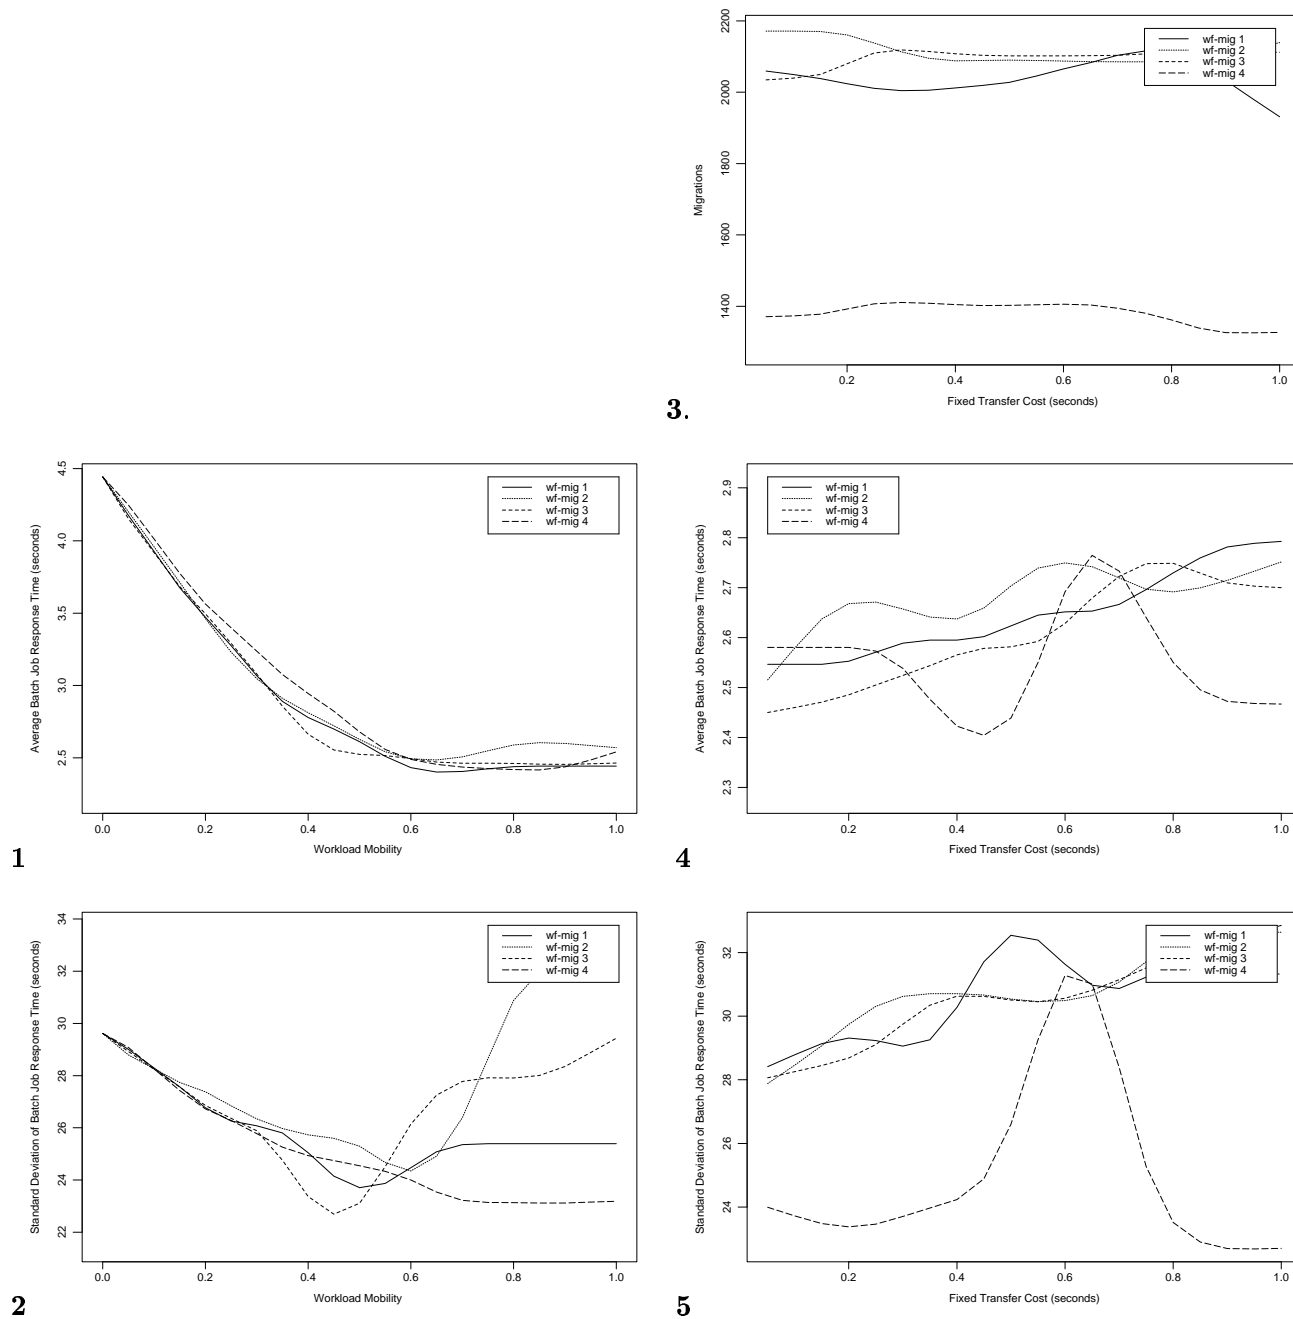 2200
2000
1800
1600
1400
Migrations
wf-mig 1
wf-mig 2
wf-mig 3
wf-mig 4
0.2 0.4 0.6 0.8 1.0
Fixed Transfer Cost (seconds)
3.
4.5
4.0
3.5
3.0
2.5
Average Batch Job Response Time (seconds)
wf-mig 1
wf-mig 2
wf-mig 3
wf-mig 4
0.0 0.2 0.4 0.6 0.8 1.0
Workload Mobility
1
2.9
2.8
2.7
2.6
2.5
2.4
2.3
Average Batch Job Response Time (seconds)
wf-mig 1
wf-mig 2
wf-mig 3
wf-mig 4
0.2 0.4 0.6 0.8 1.0
Fixed Transfer Cost (seconds)
4
34
32
30
28
26
24
22
Standard Deviation of Batch Job Response Time (seconds)
wf-mig 1
wf-mig 2
wf-mig 3
wf-mig 4
0.0 0.2 0.4 0.6 0.8 1.0
Workload Mobility
2
32
30
28
26
24
Standard Deviation of Batch Job Response Time (seconds)
wf-mig 1
wf-mig 2
wf-mig 3
wf-mig 4
0.2 0.4 0.6 0.8 1.0
Fixed Transfer Cost (seconds)
5